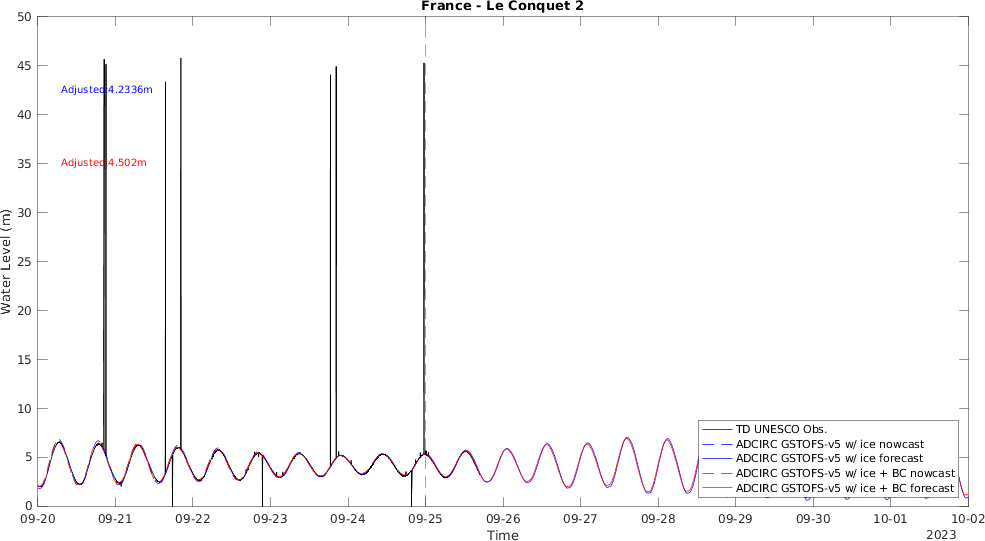 France - Le Conquet 2
50
45
40
35
30
25
20
15
10
5
0
Water Level (m)
Adjusted 4.2336m
Adjusted 4.502m
TD UNESCO Obs.
ADCIRC GSTOFS-v5 w/ ice nowcast
ADCIRC GSTOFS-v5 w/ ice forecast
ADCIRC GSTOFS-v5 w/ ice + BC nowcast
ADCIRC GSTOFS-v5 w/ ice + BC forecast
09-20 09-21 09-22 09-23 09-24 09-25 09-26 09-27 09-28 09-29 09-30 10-01 10-02
Time
2023